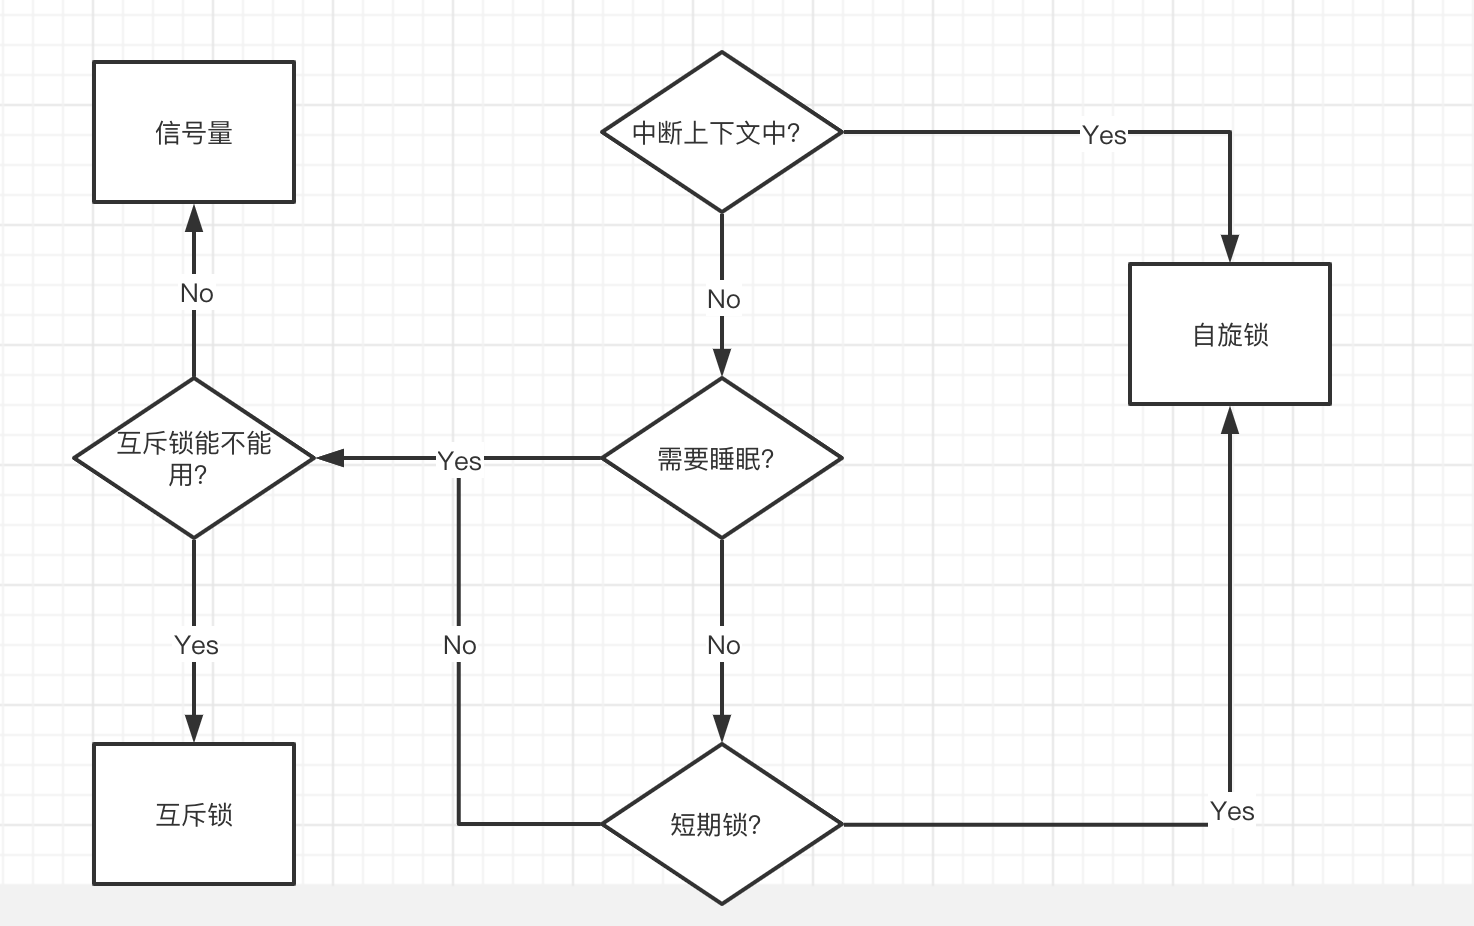 信号量
中断上下文中?
Yes
No
No
自旋锁
互斥锁能不能
用?
Yes
需要睡眠?
Yes
No
No
互斥锁
短期锁?
Yes